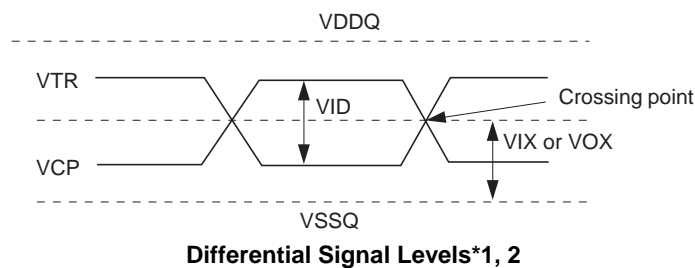 VDDQ
VTR
Crossing point
VID
VIX or VOX
VCP
VSSQ
Differential Signal Levels*1, 2